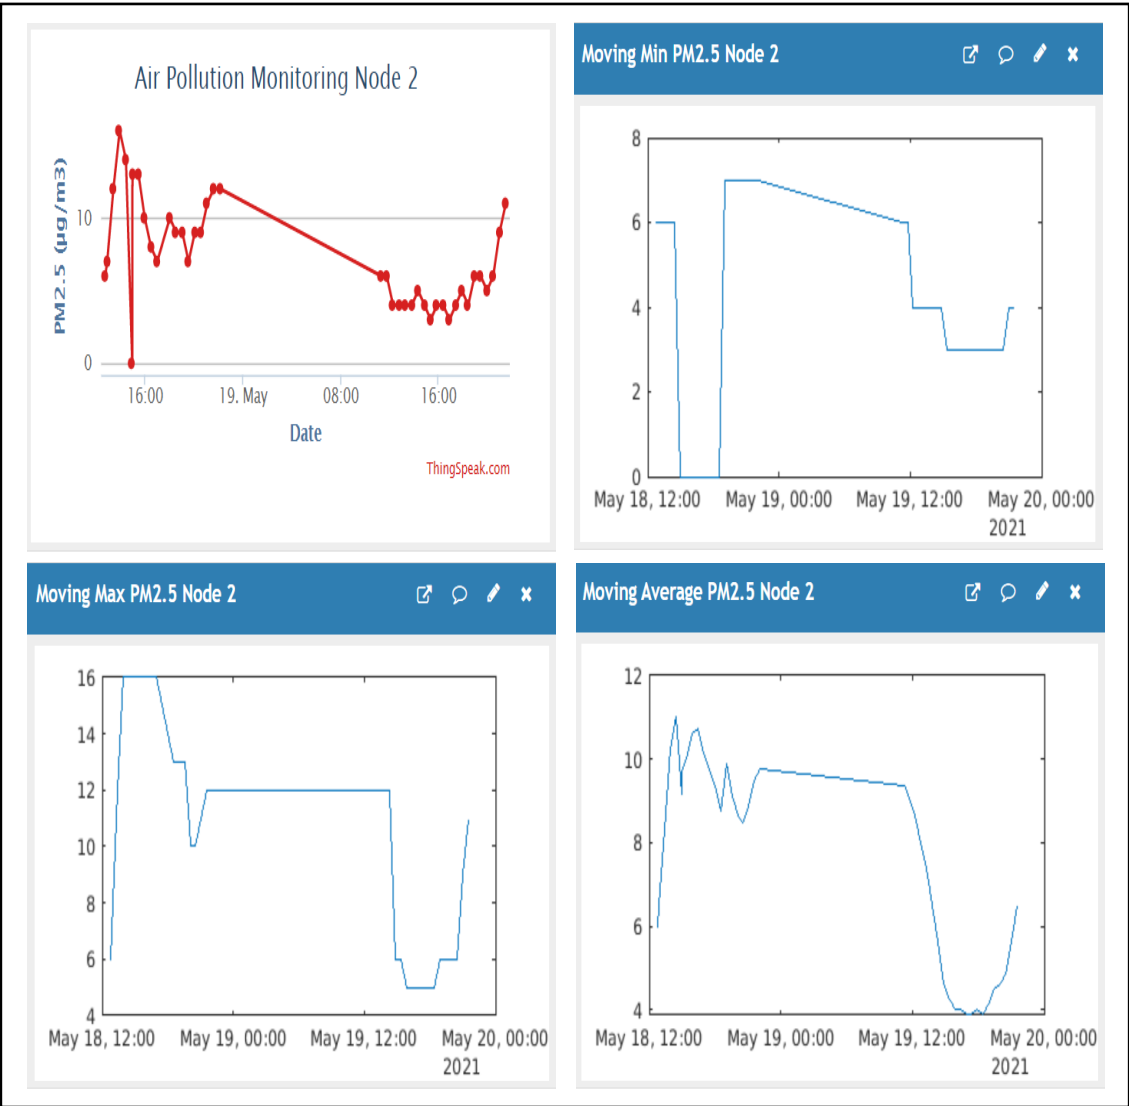 Air Pollution Monitoring Node 2
PM2.5 (µg/m3)
10
0
16:00 19. May 08:00 16:00
Date
ThingSpeak.com
Moving Min PM2.5 Node 2
8
6
4
2
0
May 18, 12:00 May 19, 00:00 May 19, 12:00 May 20, 00:00
2021
Moving Max PM2.5 Node 2
16
14
12
10
8
6
4
May 18, 12:00 May 19, 00:00 May 19, 12:00 May 20, 00:00
2021
Moving Average PM2.5 Node 2
12
10
8
6
4
May 18, 12:00 May 19, 00:00 May 19, 12:00 May 20, 00:00
2021